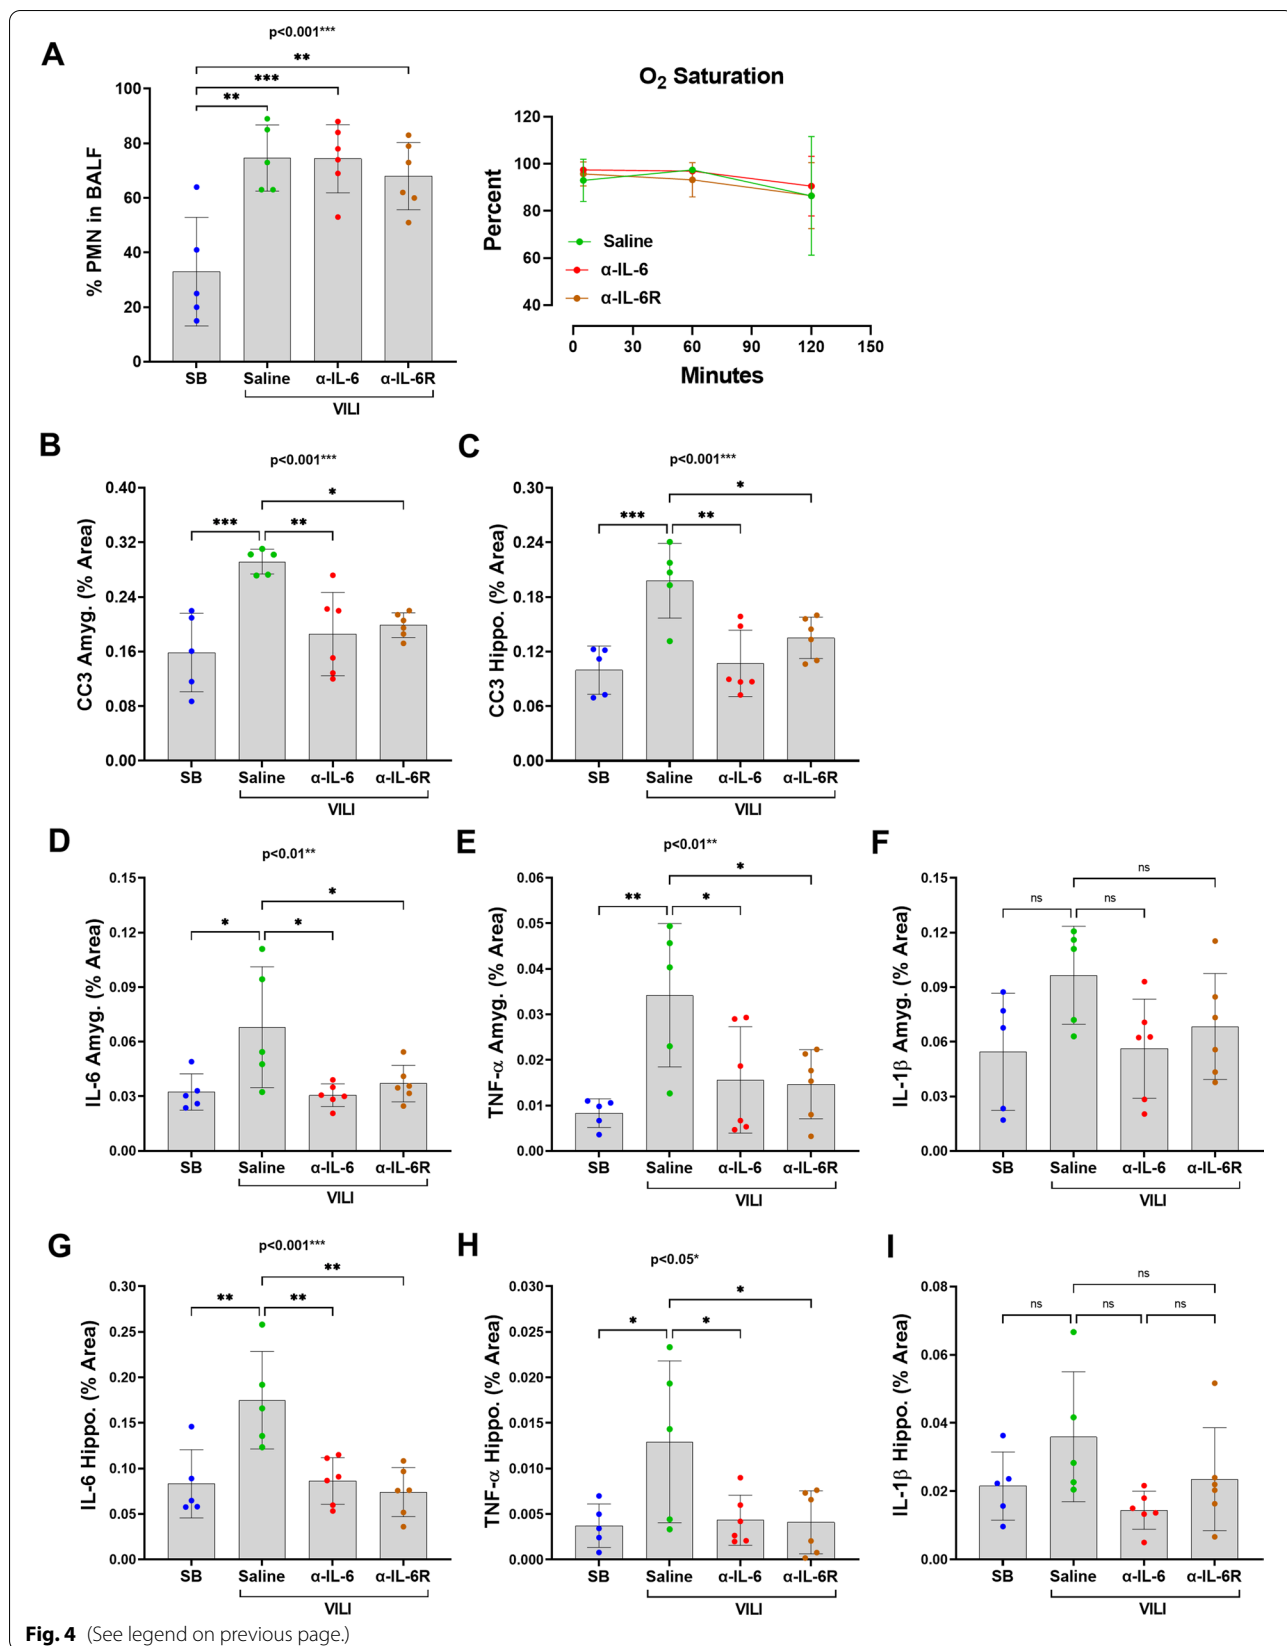 A
p<0.001***
**
***
**
% PMN in BALF
100
80
60
40
20
0
SB Saline α-IL-6 α-IL-6R
VILI
O2 Saturation
Percent
120
100
80
60
40
Saline
α-IL-6
α-IL-6R
0 30 60 90 120 150
Minutes
B
p<0.001***
*
*** **
CC3 Amyg. (% Area)
0.40
0.32
0.24
0.16
0.08
0.00
SB Saline α-IL-6 α-IL-6R
VILI
C
p<0.001***
*
*** **
CC3 Hippo. (% Area)
0.30
0.24
0.18
0.12
0.06
0.00
SB Saline α-IL-6 α-IL-6R
VILI
D
p<0.01**
*
* *
IL-6 Amyg. (% Area)
0.15
0.12
0.09
0.06
0.03
0.00
SB Saline α-IL-6 α-IL-6R
VILI
E
p<0.01**
*
** *
TNF-α Amyg. (% Area)
0.06
0.05
0.04
0.03
0.02
0.01
0.00
SB Saline α-IL-6 α-IL-6R
VILI
F
ns
ns ns
IL-1β Amyg. (% Area)
0.15
0.12
0.09
0.06
0.03
0.00
SB Saline α-IL-6 α-IL-6R
VILI
G
p<0.001***
**
** **
IL-6 Hippo. (% Area)
0.30
0.25
0.20
0.15
0.10
0.05
0.00
SB Saline α-IL-6 α-IL-6R
VILI
H
p<0.05*
*
* *
TNF-α Hippo. (% Area)
0.030
0.025
0.020
0.015
0.010
0.005
0.000
SB Saline α-IL-6 α-IL-6R
VILI
I
ns
ns ns ns
IL-1β Hippo. (% Area)
0.08
0.06
0.04
0.02
0.00
SB Saline α-IL-6 α-IL-6R
VILI
Fig. 4 (See legend on previous page.)